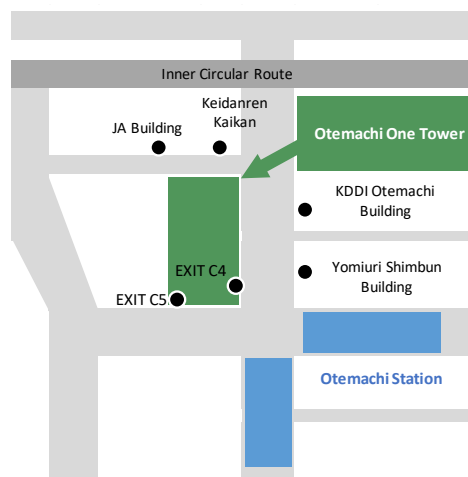 Inner Circular Route
Keidanren
Kaikan
JA Building
Otemachi One Tower
KDDI Otemachi
Building
EXIT C4
Yomiuri Shimbun
Building
EXIT C5
Otemachi Station